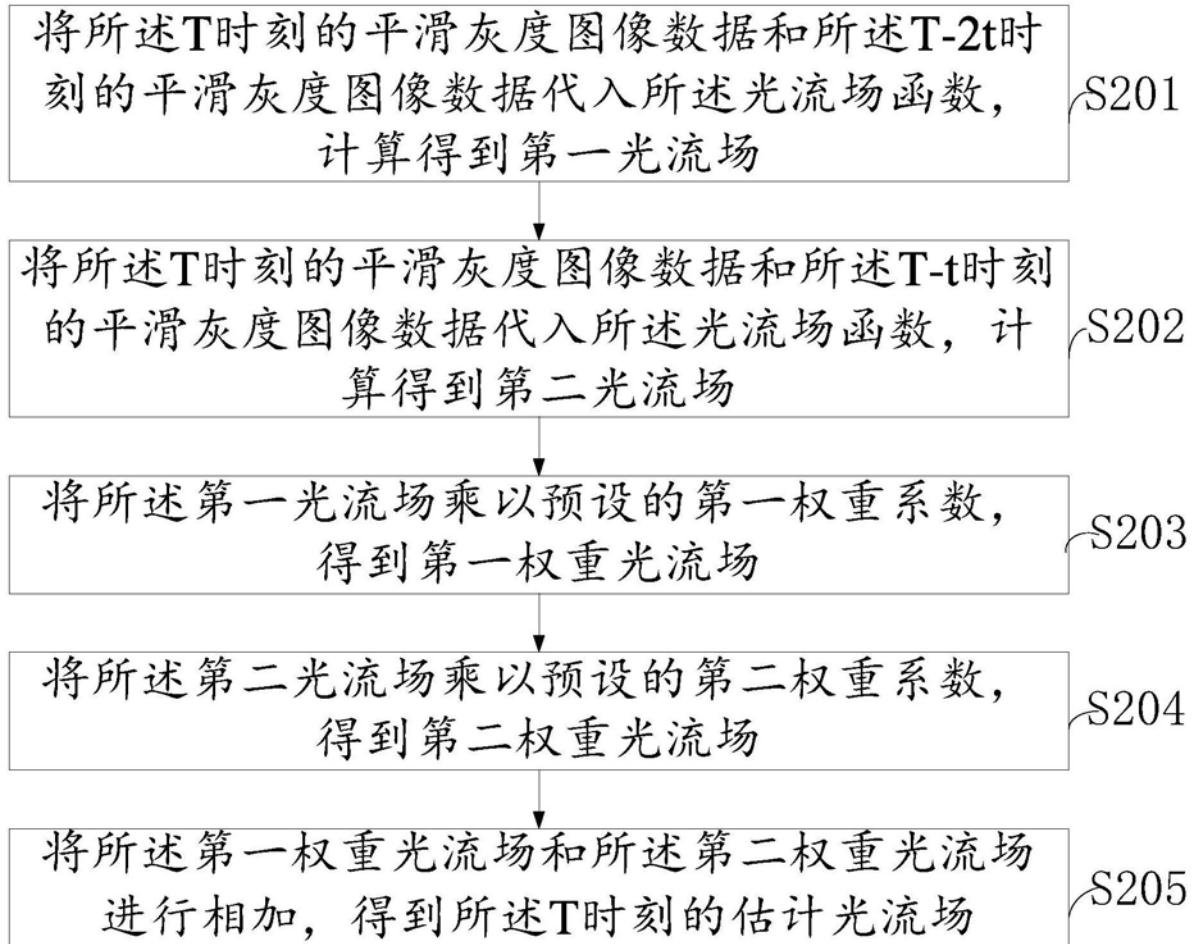 将所述T时刻的平滑灰度图像数据和所述T-2t时
刻的平滑灰度图像数据代入所述光流场函数，
计算得到第一光流场
S201
将所述T时刻的平滑灰度图像数据和所述T-t时刻
的平滑灰度图像数据代入所述光流场函数，计
算得到第二光流场
S202
将所述第一光流场乘以预设的第一权重系数，
得到第一权重光流场
S203
将所述第二光流场乘以预设的第二权重系数，
得到第二权重光流场
S204
将所述第一权重光流场和所述第二权重光流场
进行相加，得到所述T时刻的估计光流场
S205